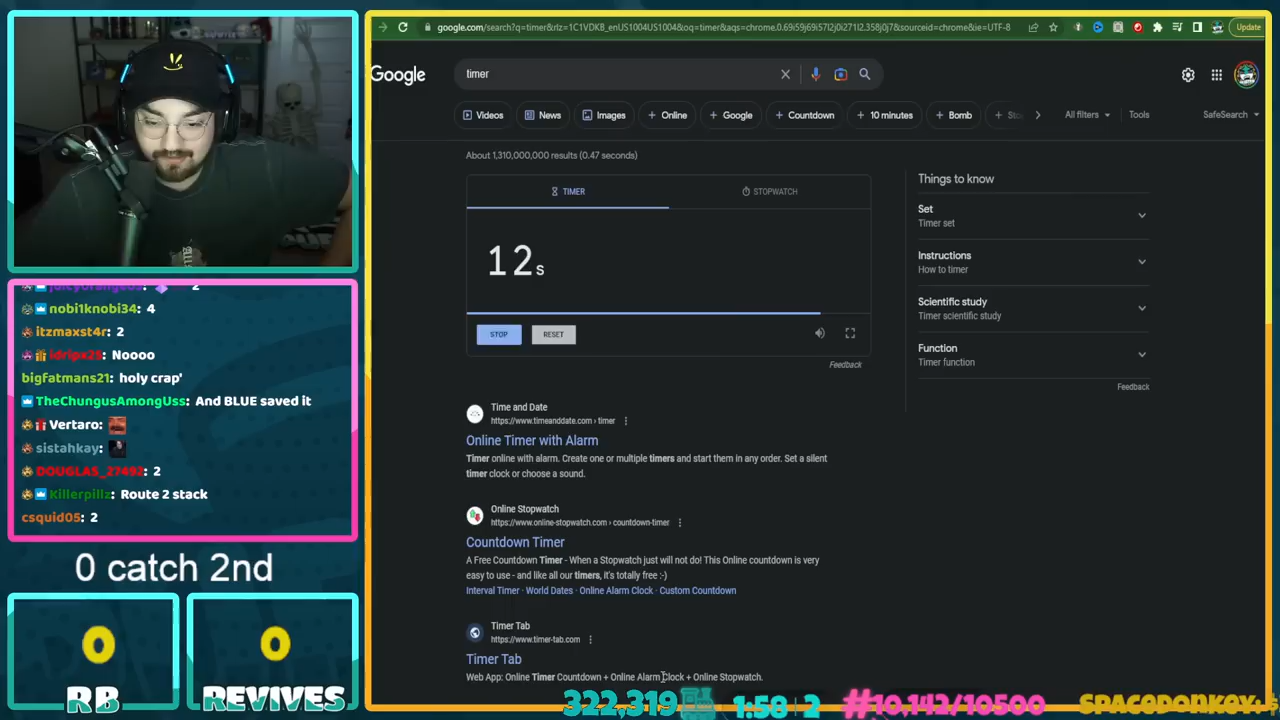 google.com/search?q=timer&rlz=1C1VDKB_enUS1004US1004&oq=timer&aqs=chrome.0.69i59j69i57l2j0i271l2.358j0j7&sourceid=chrome&ie=UTF-8
Update
Google
timer
Videos
News
Images
+ Online
+ Google
+ Countdown
+ 10 minutes
+ Bomb
All filters
Tools
SafeSearch
About 1,310,000,000 results (0.47 seconds)
TIMER
STOPWATCH
12s
STOP
RESET
Feedback
Things to know
Set
Timer set
Instructions
How to timer
Scientific study
Timer scientific study
Function
Timer function
Feedback
Time and Date
https://www.timeanddate.com › timer
Online Timer with Alarm
Timer online with alarm. Create one or multiple timers and start them in any order. Set a silent
timer clock or choose a sound.
Online Stopwatch
https://www.online-stopwatch.com › countdown-timer
Countdown Timer
A Free Countdown Timer - When a Stopwatch just will not do! This Online countdown is very
easy to use - and like all our timers, it's totally free :-)
Interval Timer · World Dates · Online Alarm Clock · Custom Countdown
Timer Tab
https://www.timer-tab.com
Timer Tab
Web App: Online Timer Countdown + Online Alarm Clock + Online Stopwatch.
2
nobi1knobi34: 4
itzmaxst4r: 2
idripx25: Noooo
bigfatmans21: holy crap'
TheChungusAmongUss: And BLUE saved it
Vertaro:
sistahkay:
DOUGLAS_27492: 2
Killerpillz: Route 2 stack
csquid05: 2
0 catch 2nd
0
RB
0
REVIVES
322,319
1:58 | 2
#10,142/10500
SPACODONKEY: